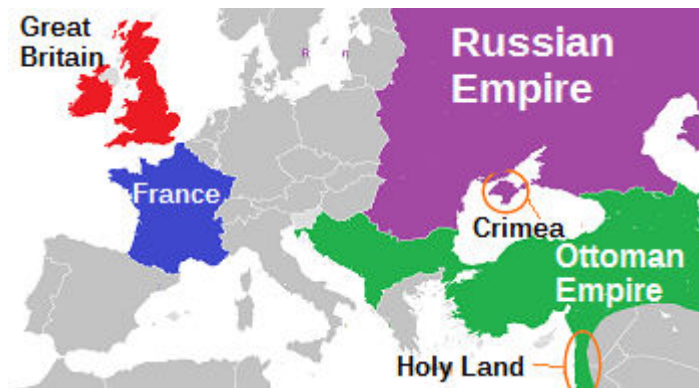 Great
Britain
Russian
Empire
France
Crimea
Ottoman
Empire
Holy Land